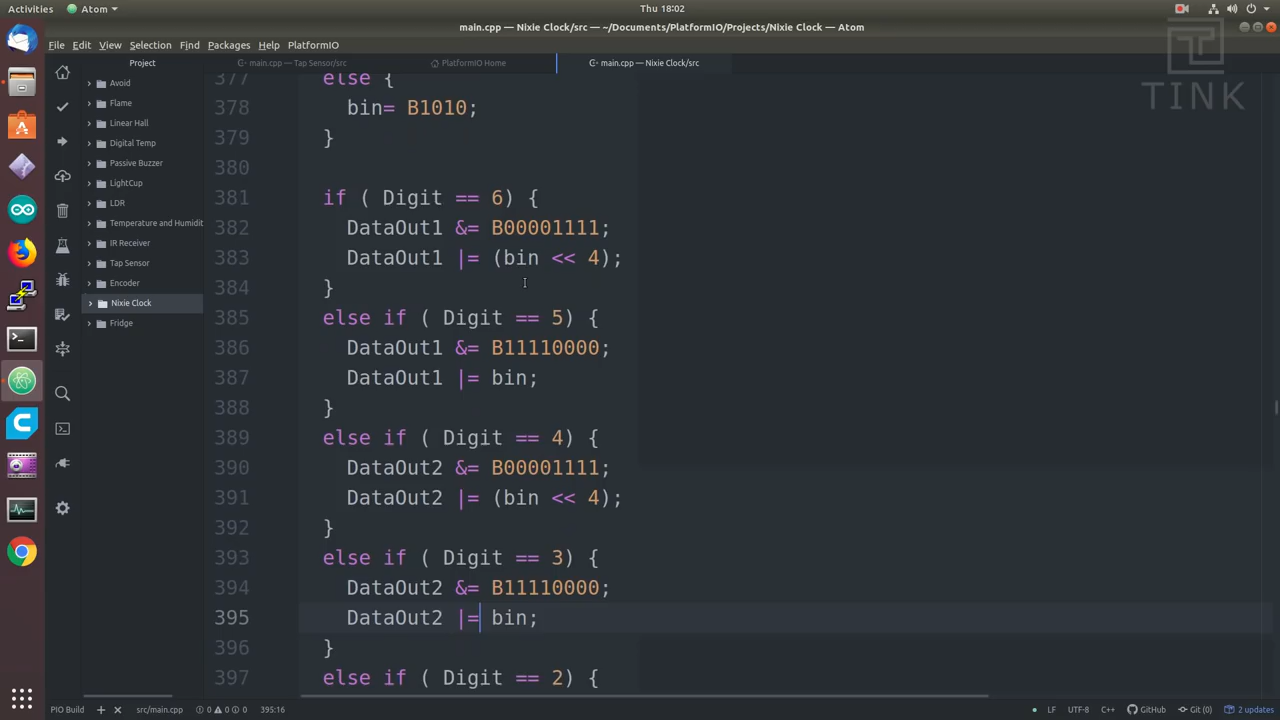 Activities
Atom
Thu 18:02
main.cpp — Nixie Clock/src — ~/Documents/PlatformIO/Projects/Nixie Clock — Atom
File Edit View Selection Find Packages Help PlatformIO
Project
main.cpp — Tap Sensor/src
PlatformIO Home
main.cpp — Nixie Clock/src
TINK
Avoid
Flame
Linear Hall
Digital Temp
Passive Buzzer
LightCup
LDR
Temperature and Humidit
IR Receiver
Tap Sensor
Encoder
Nixie Clock
Fridge
377 else {
378 bin= B1010;
379 }
380
381 if ( Digit == 6) {
382 DataOut1 &= B00001111;
383 DataOut1 |= (bin << 4);
384 }
385 else if ( Digit == 5) {
386 DataOut1 &= B11110000;
387 DataOut1 |= bin;
388 }
389 else if ( Digit == 4) {
390 DataOut2 &= B00001111;
391 DataOut2 |= (bin << 4);
392 }
393 else if ( Digit == 3) {
394 DataOut2 &= B11110000;
395 DataOut2 |= bin;
396 }
397 else if ( Digit == 2) {
PIO Build + × src/main.cpp 0 0 0 395:16 LF UTF-8 C++ GitHub Git (0) 2 updates